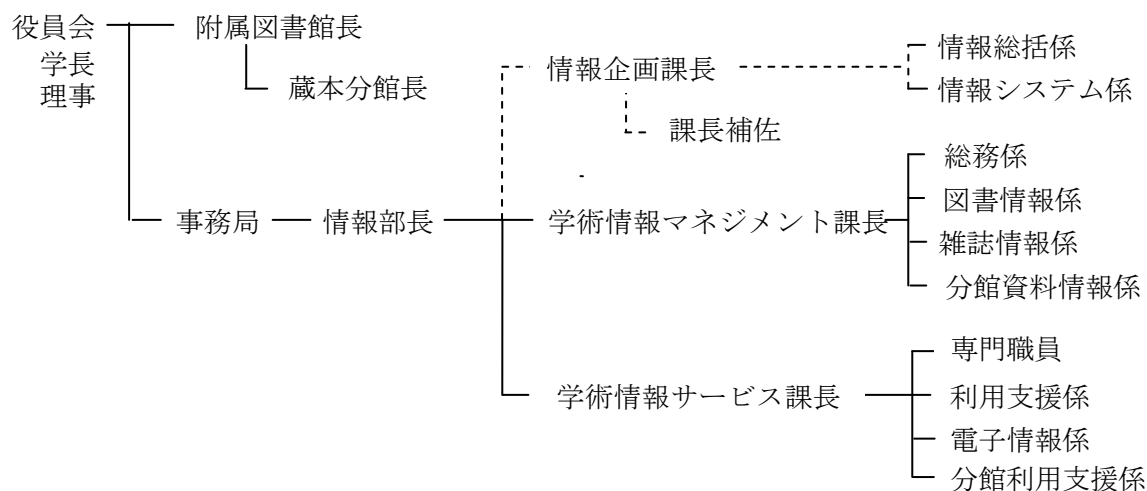 役員会
学長
理事
附属図書館長
蔵本分館長
情報企画課長
課長補佐
情報総括係
情報システム係
事務局
情報部長
学術情報マネジメント課長
総務係
図書情報係
雑誌情報係
分館資料情報係
学術情報サービス課長
専門職員
利用支援係
電子情報係
分館利用支援係